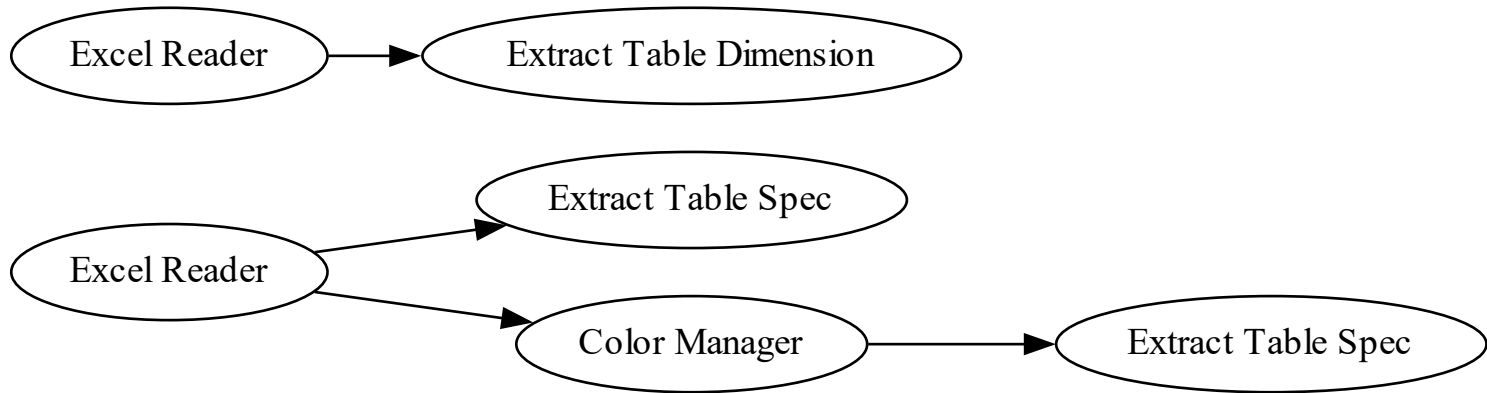 Excel Reader
Extract Table Dimension
Extract Table Spec
Excel Reader
Color Manager
Extract Table Spec